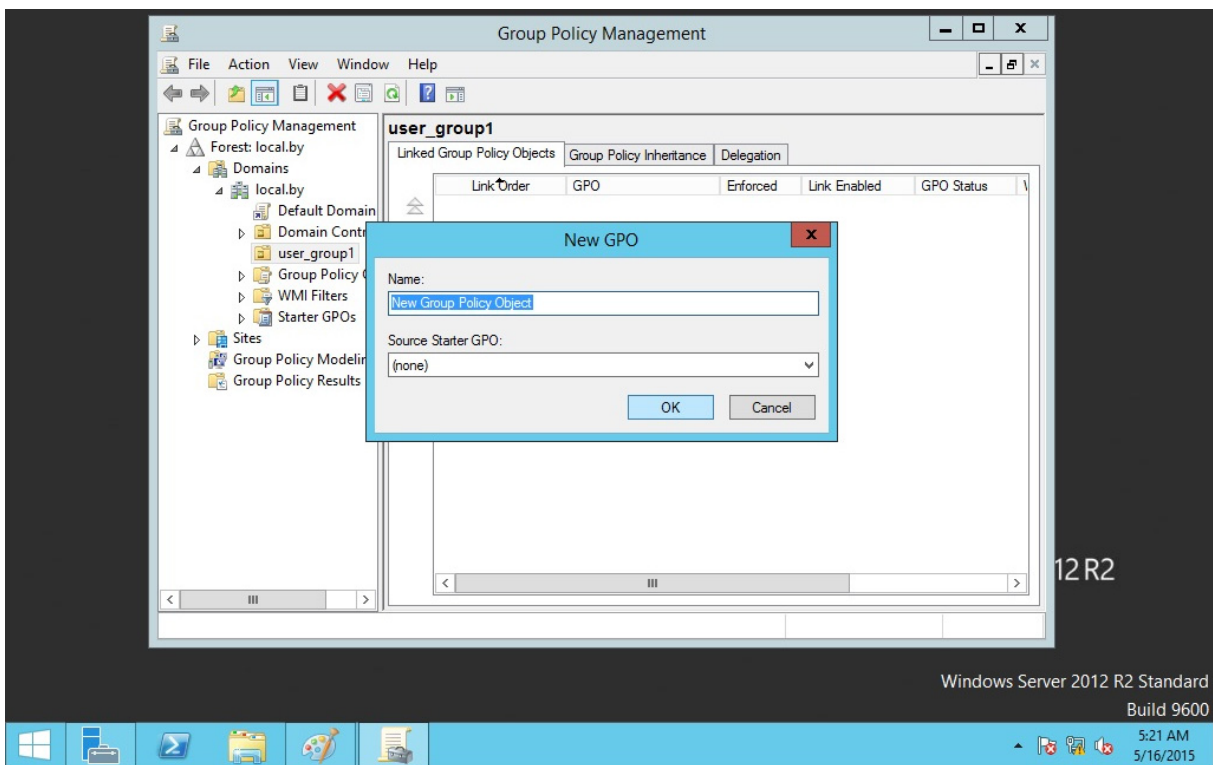 Group Policy Management
File Action View Window Help
Group Policy Management
Forest: local.by
Domains
local.by
Default Domain
Domain Contr
user_group1
Group Policy
WMI Filters
Starter GPOs
Sites
Group Policy Modelin
Group Policy Results
user_group1
Linked Group Policy Objects Group Policy Inheritance Delegation
Link Order GPO Enforced Link Enabled GPO Status
New GPO
Name:
New Group Policy Object
Source Starter GPO:
(none)
OK Cancel
12 R2
Windows Server 2012 R2 Standard
Build 9600
5:21 AM
5/16/2015